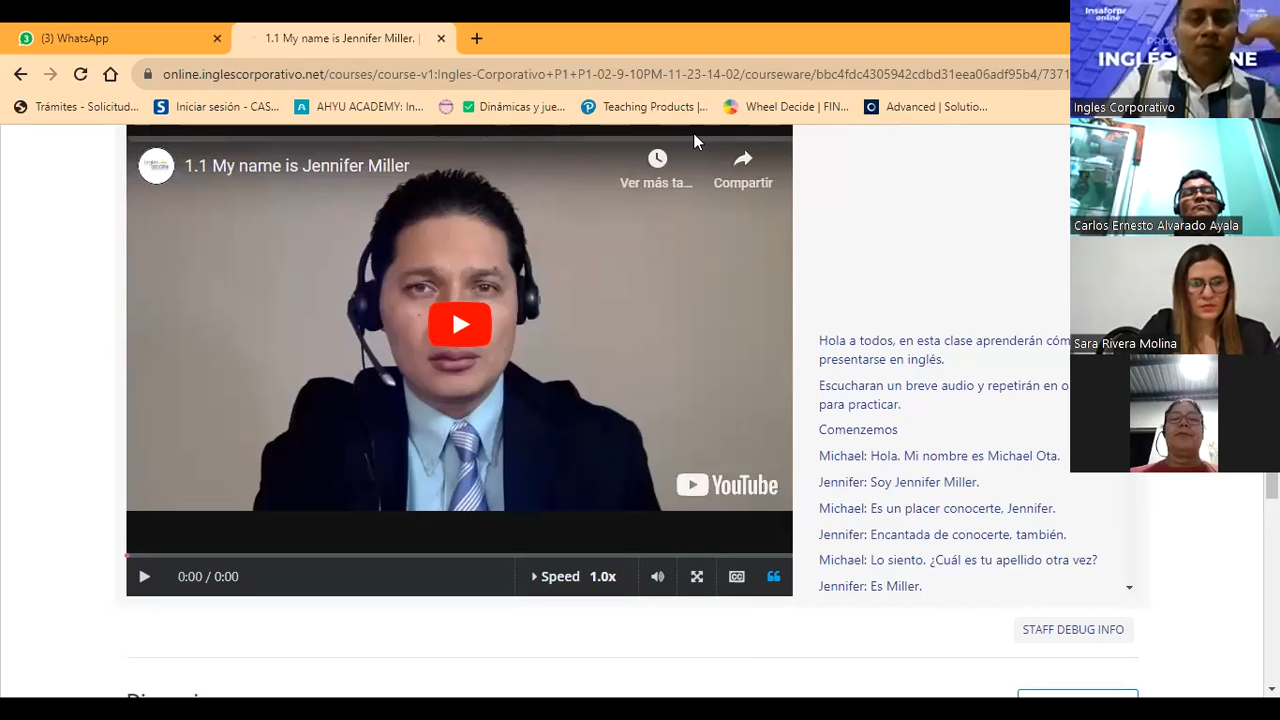 (3) WhatsApp
1.1 My name is Jennifer Miller. |
online.inglescorporativo.net/courses/course-v1:Ingles-Corporativo+P1+P1-02-9-10PM-11-23-14-02/courseware/bbc4fdc4305942cdbd31eea06adf95b4/7371
Trámites - Solicitud...
Iniciar sesión - CAS...
AHYU ACADEMY: In...
Dinámicas y jue...
Teaching Products |...
Wheel Decide | FIN...
Advanced | Solutio...
Insaforp
online
INGLÉS
NE
Ingles Corporativo
Carlos Ernesto Alvarado Ayala
Sara Rivera Molina
1.1 My name is Jennifer Miller
Ver más ta...
Compartir
YouTube
0:00 / 0:00
Speed 1.0x
Hola a todos, en esta clase aprenderán cóm
presentarse en inglés.
Escucharan un breve audio y repetirán en o
para practicar.
Comenzemos
Michael: Hola. Mi nombre es Michael Ota.
Jennifer: Soy Jennifer Miller.
Michael: Es un placer conocerte, Jennifer.
Jennifer: Encantada de conocerte, también.
Michael: Lo siento. ¿Cuál es tu apellido otra vez?
Jennifer: Es Miller.
STAFF DEBUG INFO